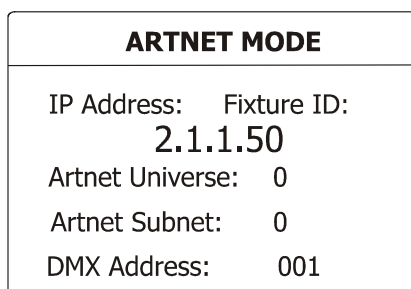 ARTNET MODE
IP Address: Fixture ID:
2.1.1.50
Artnet Universe: 0
Artnet Subnet: 0
DMX Address: 001